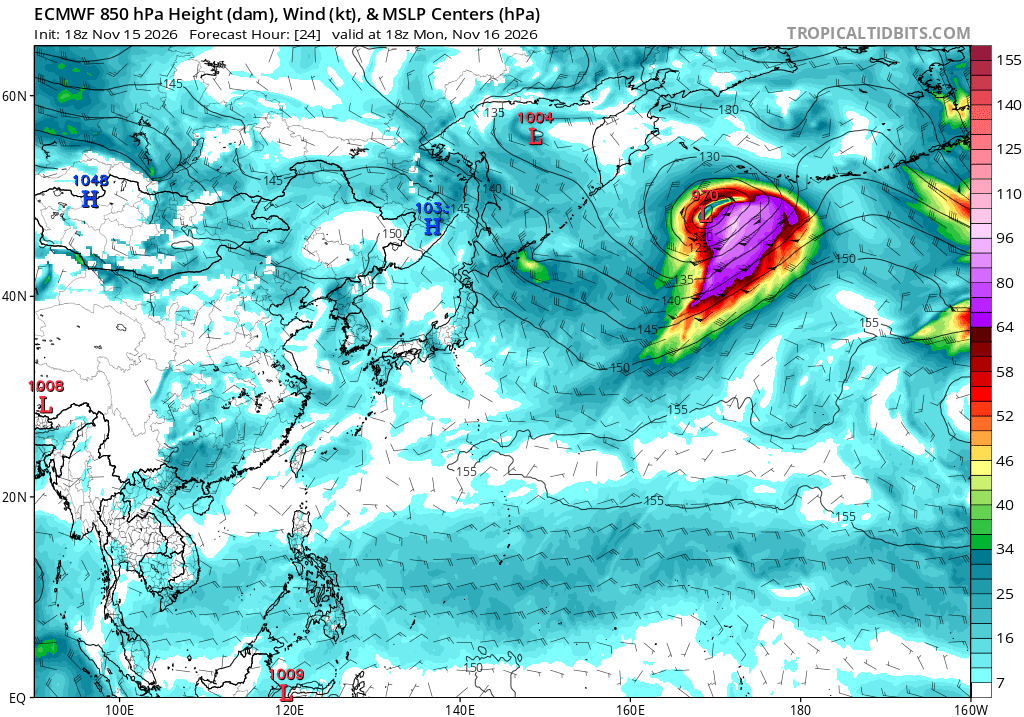 ECMWF 850 hPa Height (dam), Wind (kt), & MSLP Centers (hPa)
Init: 18z Nov 15 2026 Forecast Hour: [24] valid at 18z Mon, Nov 16 2026
TROPICALTIDBITS.COM
60N
40N
20N
EQ
100E
120E
140E
160E
180
160W
155
140
125
110
96
80
64
58
52
46
40
34
25
16
7
145
135
130
1004
L
130
1048
H
145
140
145
H
150
970
L
150
135
140
145
155
150
1008
L
155
155
155
155
150
1009
L